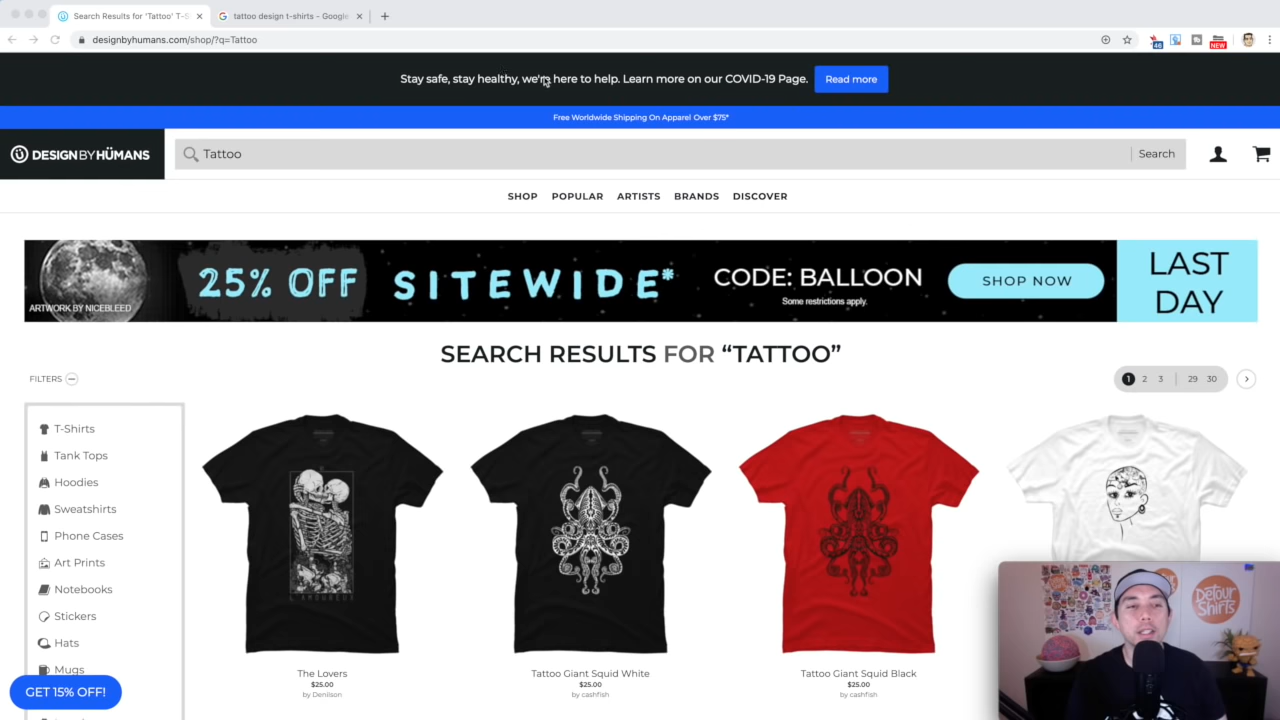 Search Results for 'Tattoo' T-S
tattoo design t-shirts - Google
designbyhumans.com/shop/?q=Tattoo
46
NEW
Stay safe, stay healthy, we're here to help. Learn more on our COVID-19 Page.
Read more
Free Worldwide Shipping On Apparel Over $75*
DESIGNBYHÜMANS
Tattoo
Search
SHOP
POPULAR
ARTISTS
BRANDS
DISCOVER
25% OFF
SITEWIDE*
CODE: BALLOON
Some restrictions apply.
SHOP NOW
LAST
DAY
ARTWORK BY NICEBLEED
SEARCH RESULTS FOR “TATTOO”
FILTERS
1 2 3 | 29 30
T-Shirts
Tank Tops
Hoodies
Sweatshirts
Phone Cases
Art Prints
Notebooks
Stickers
Hats
Mugs
GET 15% OFF!
L'AMOUREUX
The Lovers
$25.00
by Denilson
Tattoo Giant Squid White
$25.00
by cashfish
Tattoo Giant Squid Black
$25.00
by cashfish
DeTour
Shirts